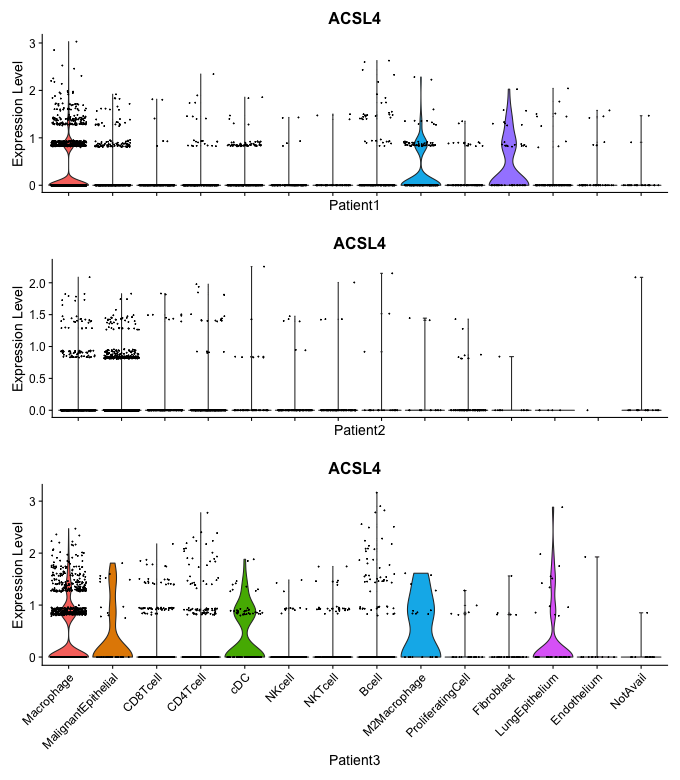 ACSL4
Expression Level
3
2
1
0
Patient1
ACSL4
Expression Level
2.0
1.5
1.0
0.5
0.0
Patient2
ACSL4
Expression Level
3
2
1
0
Macrophage
MalignantEpithelial
CD8Tcell
CD4Tcell
cDC
NKcell
NKTcell
Bcell
M2Macrophage
ProliferatingCell
Fibroblast
LungEpithelium
Endothelium
NotAvail
Patient3